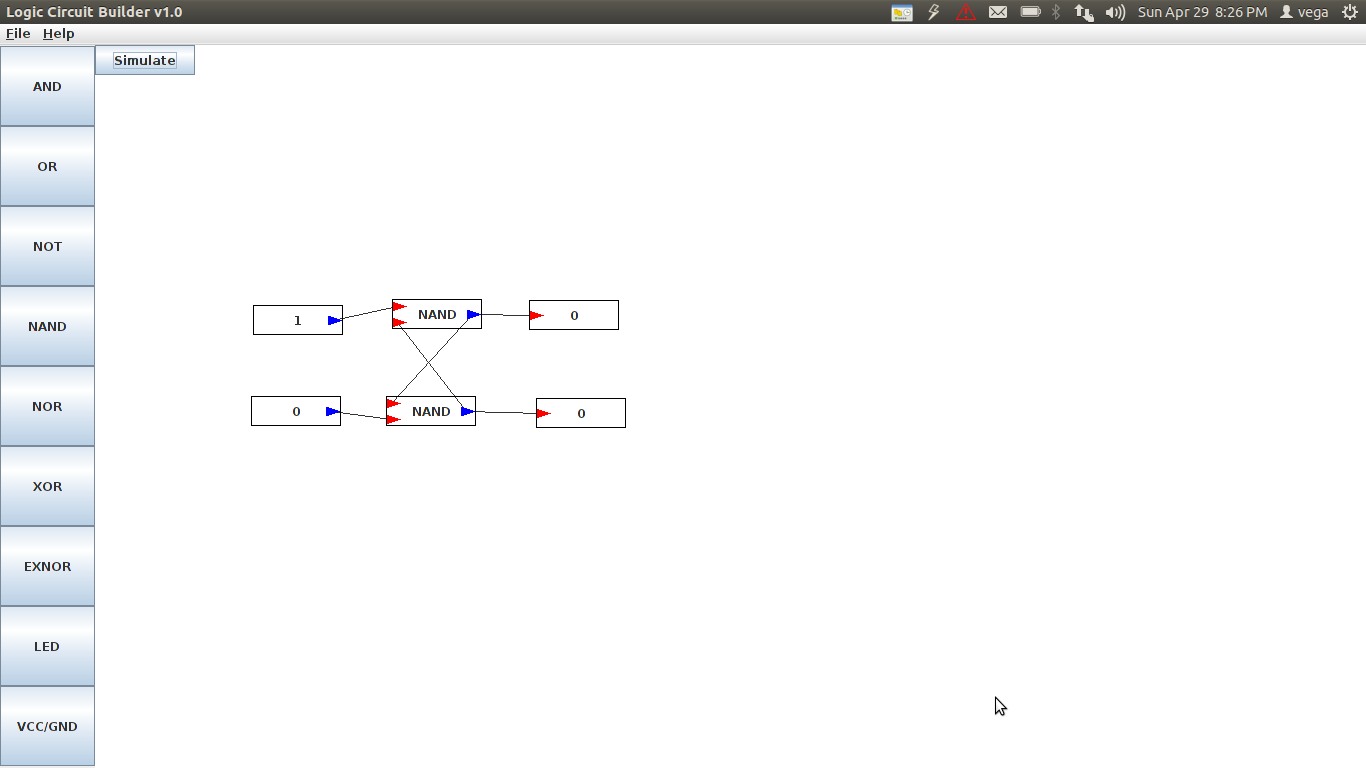 Logic Circuit Builder v1.0
Sun Apr 29 8:26 PM vega
File Help
Simulate
AND
OR
NOT
NAND
NOR
XOR
EXNOR
LED
VCC/GND
1 NAND 0
0 NAND 0